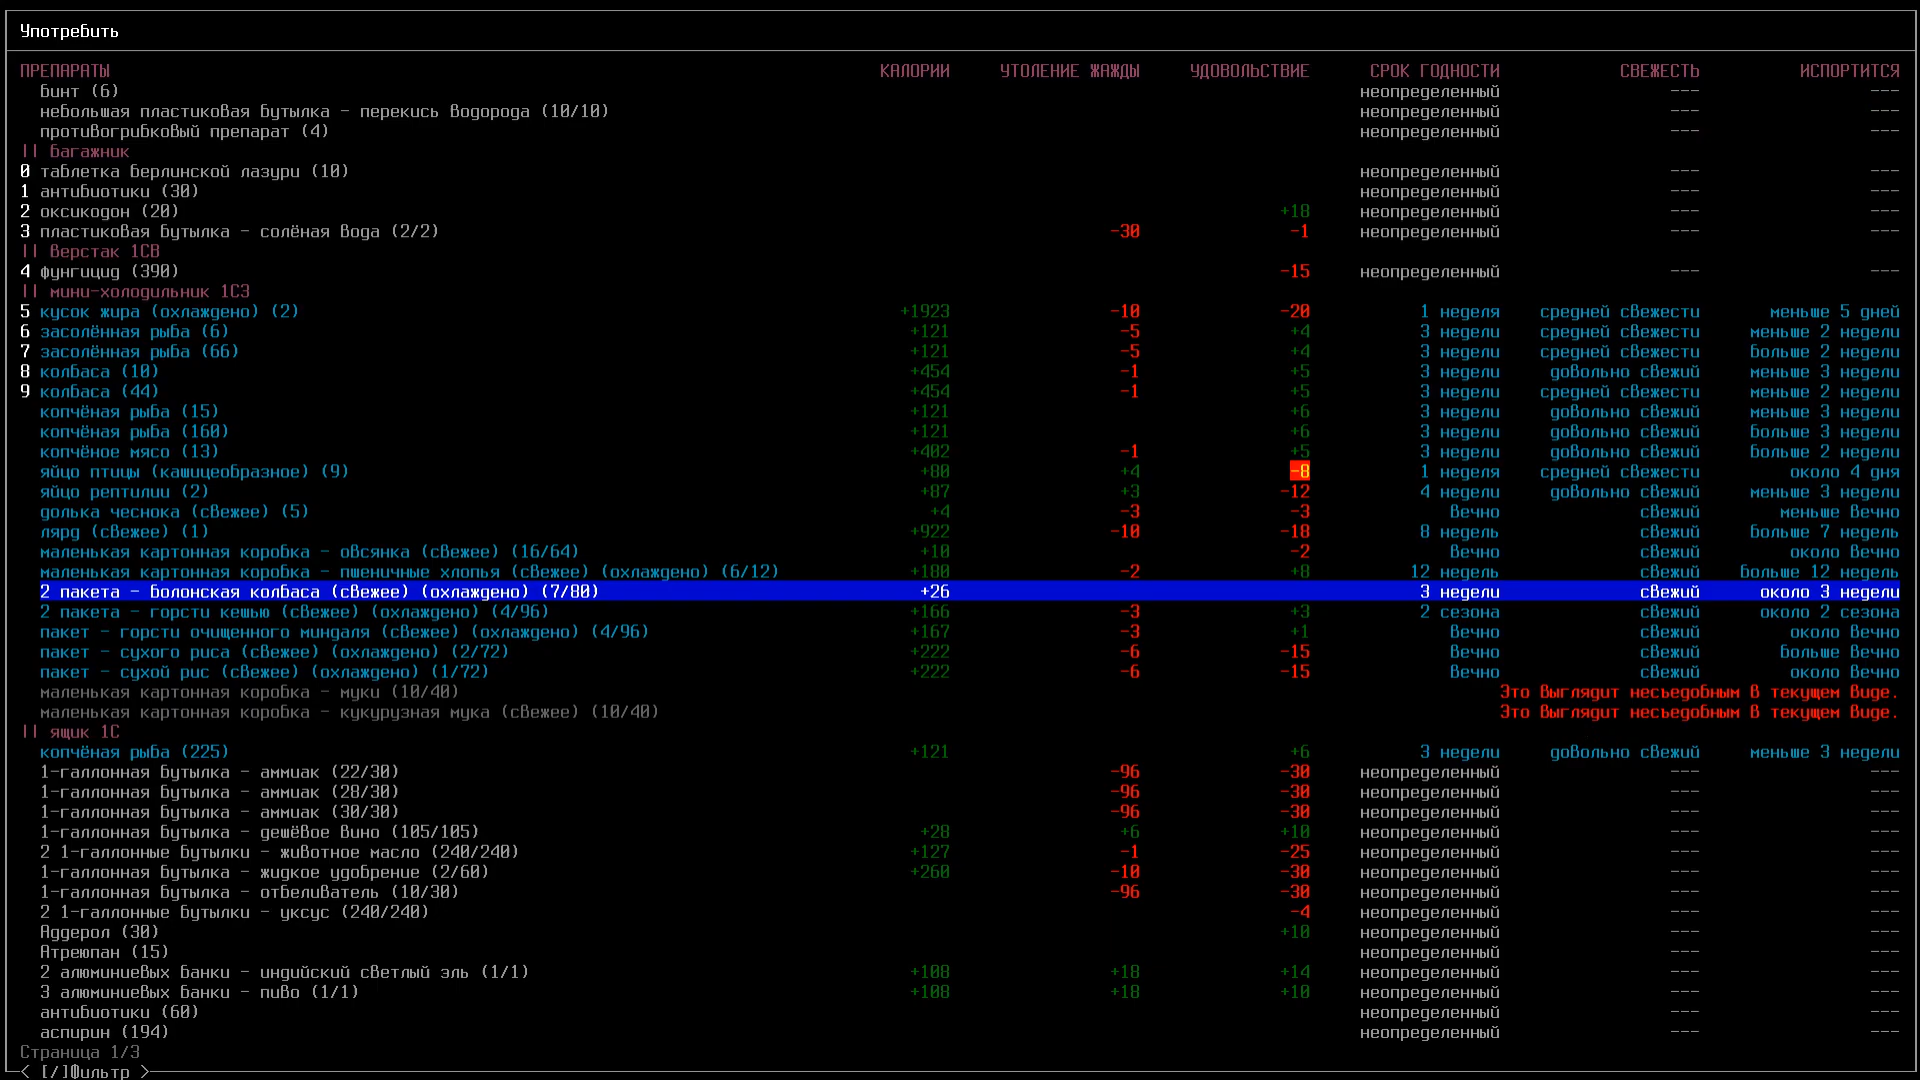 Употребить
ПРЕПАРАТЫ КАЛОРИИ УТОЛЕНИЕ ЖАЖДЫ УДОВОЛЬСТВИЕ СРОК ГОДНОСТИ СВЕЖЕСТЬ ИСПОРТИТСЯ
бинт (6) неопределенный --- ---
небольшая пластиковая бутылка - перекись водорода (10/10) неопределенный --- ---
противогрибковый препарат (4) неопределенный --- ---
|| багажник
0 таблетка берлинской лазури (10) неопределенный --- ---
1 антибиотики (30) неопределенный --- ---
2 оксикодон (20) +18 неопределенный --- ---
3 пластиковая бутылка - солёная вода (2/2) -30 -1 неопределенный --- ---
|| верстак 1СВ
4 фунгицид (390) -15 неопределенный --- ---
|| мини-холодильник 1СЗ
5 кусок жира (охлаждено) (2) +1923 -10 -20 1 неделя средней свежести меньше 5 дней
6 засолённая рыба (6) +121 -5 +4 3 недели средней свежести меньше 2 недели
7 засолённая рыба (66) +121 -5 +4 3 недели средней свежести больше 2 недели
8 колбаса (10) +454 -1 +5 3 недели довольно свежий меньше 3 недели
9 колбаса (44) +454 -1 +5 3 недели средней свежести меньше 2 недели
копчёная рыба (15) +121 +6 3 недели довольно свежий меньше 3 недели
копчёная рыба (160) +121 +6 3 недели довольно свежий больше 3 недели
копчёное мясо (13) +402 -1 +5 3 недели довольно свежий больше 2 недели
яйцо птицы (кашицеобразное) (9) +80 +4 -8 1 неделя средней свежести около 4 дня
яйцо рептилии (2) +87 +3 -12 4 недели довольно свежий меньше 3 недели
долька чеснока (свежее) (5) +4 -3 -3 Вечно свежий меньше Вечно
лярд (свежее) (1) +922 -10 -18 8 недель свежий больше 7 недель
маленькая картонная коробка - овсянка (свежее) (16/64) +10 -2 Вечно свежий около Вечно
маленькая картонная коробка - пшеничные хлопья (свежее) (охлаждено) (6/12) +180 -2 +8 12 недель свежий больше 12 недель
2 пакета - болонская колбаса (свежее) (охлаждено) (7/80) +26 3 недели свежий около 3 недели
2 пакета - горсти кешью (свежее) (охлаждено) (4/96) +166 -3 +3 2 сезона свежий около 2 сезона
пакет - горсти очищенного миндаля (свежее) (охлаждено) (4/96) +167 -3 +1 Вечно свежий около Вечно
пакет - сухого риса (свежее) (охлаждено) (2/72) +222 -6 -15 Вечно свежий больше Вечно
пакет - сухой рис (свежее) (охлаждено) (1/72) +222 -6 -15 Вечно свежий около Вечно
маленькая картонная коробка - муки (10/40) Это выглядит несъедобным в текущем виде.
маленькая картонная коробка - кукурузная мука (свежее) (10/40) Это выглядит несъедобным в текущем виде.
|| ящик 1С
копчёная рыба (225) +121 +6 3 недели довольно свежий меньше 3 недели
1-галлонная бутылка - аммиак (22/30) -96 -30 неопределенный --- ---
1-галлонная бутылка - аммиак (28/30) -96 -30 неопределенный --- ---
1-галлонная бутылка - аммиак (30/30) -96 -30 неопределенный --- ---
1-галлонная бутылка - дешёвое вино (105/105) +28 +6 +10 неопределенный --- ---
2 1-галлонные бутылки - животное масло (240/240) +127 -1 -25 неопределенный --- ---
1-галлонная бутылка - жидкое удобрение (2/60) +260 -10 -30 неопределенный --- ---
1-галлонная бутылка - отбеливатель (10/30) -96 -30 неопределенный --- ---
2 1-галлонные бутылки - уксус (240/240) -4 неопределенный --- ---
Аддерол (30) +10 неопределенный --- ---
Атреюпан (15) неопределенный --- ---
2 алюминиевых банки - индийский светлый эль (1/1) +108 +18 +14 неопределенный --- ---
3 алюминиевых банки - пиво (1/1) +108 +18 +10 неопределенный --- ---
антибиотики (60) неопределенный --- ---
аспирин (194) неопределенный --- ---
Страница 1/3
< [/]Фильтр >